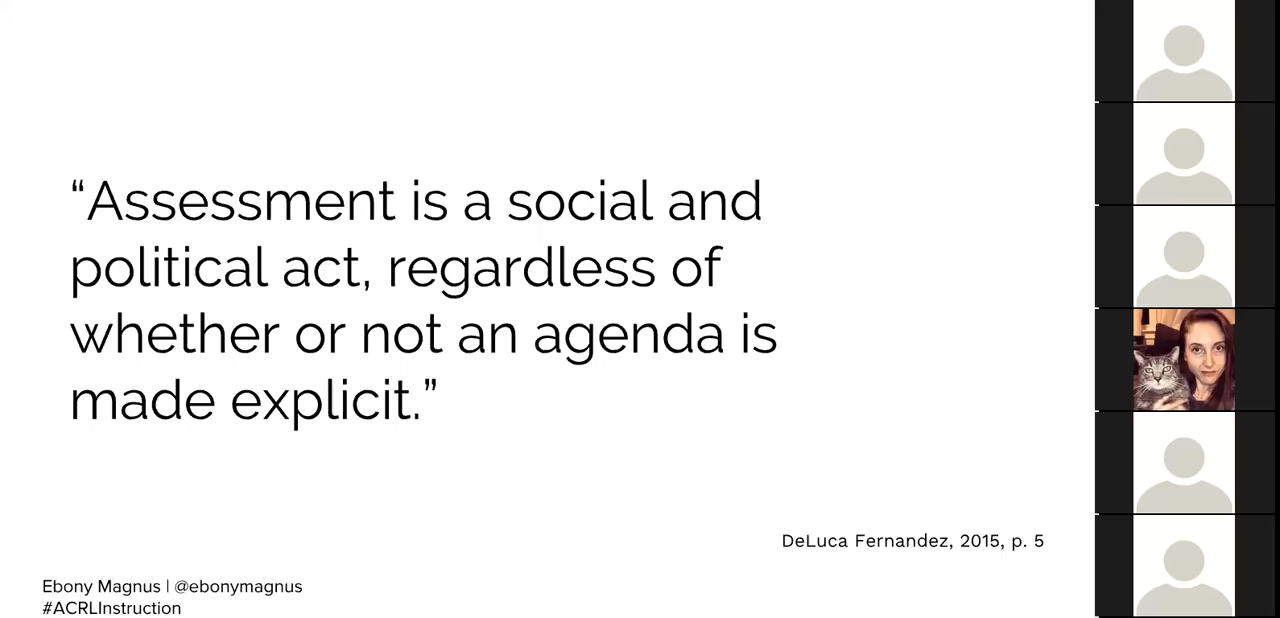 “Assessment is a social and
political act, regardless of
whether or not an agenda is
made explicit.”
DeLuca Fernandez, 2015, p. 5
Ebony Magnus | @ebonymagnus
#ACRLInstruction